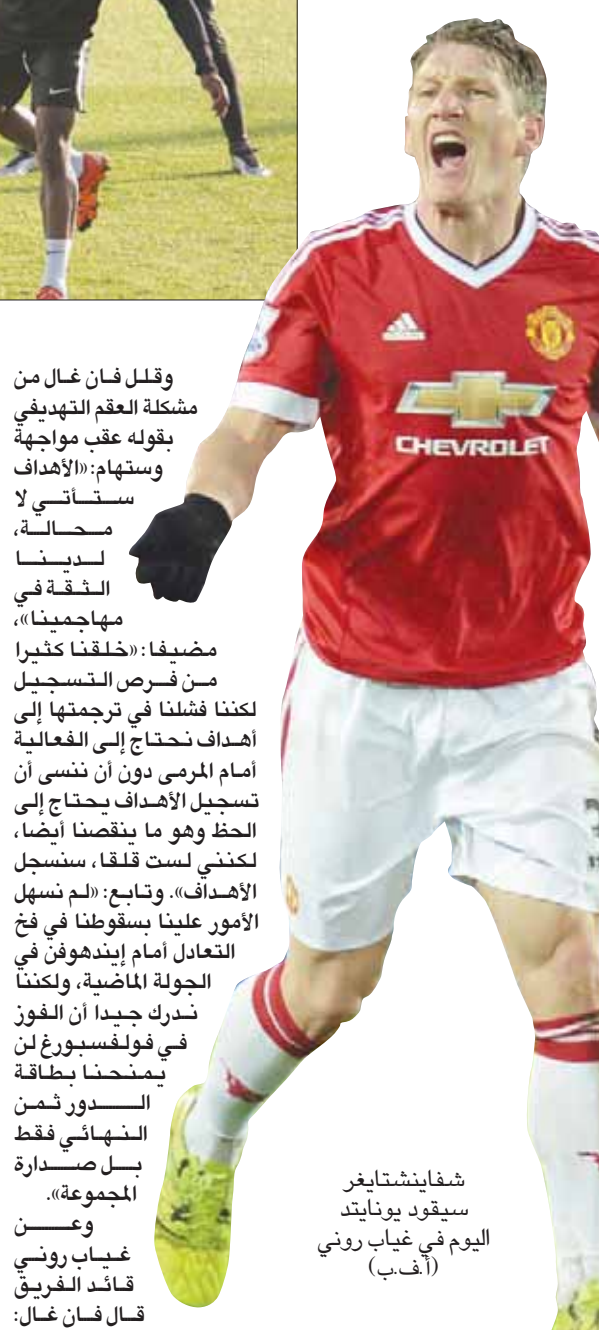 وقلل فان غال من
مشكلة العقم التهديفي
بقوله عقب مواجهة
وستهام: «الأهداف
ستأتي لا
محالة،
لدينا
الثقة في
مهاجمينا»،
مضيفا: «خلقنا كثيرا
من فرص التسجيل
لكننا فشلنا في ترجمتها إلى
أهداف نحتاج إلى الفعالية
أمام المرمى دون أن ننسى أن
تسجيل الأهداف يحتاج إلى
الحظ وهو ما ينقصنا أيضا،
لكنني لست قلقا، سنسجل
الأهداف». وتابع: «لم نسهل
الأمور علينا بسقوطنا في فخ
التعادل أمام إيندهوفن في
الجولة الماضية، ولكننا
ندرك جيدا أن الفوز
في فولفسبورغ لن
يمنحنا بطاقة
الدور ثمن
النهائي فقط
بل صدارة
المجموعة».
وعن
غياب روني
قائد الفريق
قال فان غال:
adidas
CHEVROLET
شفاينشتايغر
سيقود يونايتد
اليوم في غياب روني
(أ.ف.ب)